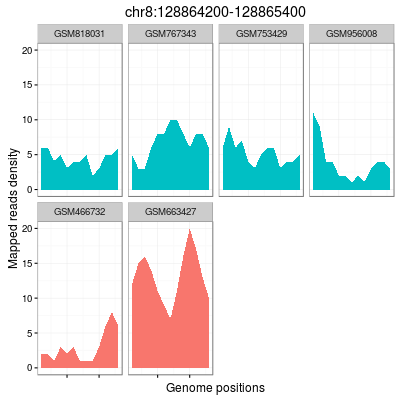 chr8:128864200-128865400
GSM818031 GSM767343 GSM753429 GSM956008
20
15
10
5
0
Mapped reads density
GSM466732 GSM663427
20
15
10
5
0
Genome positions